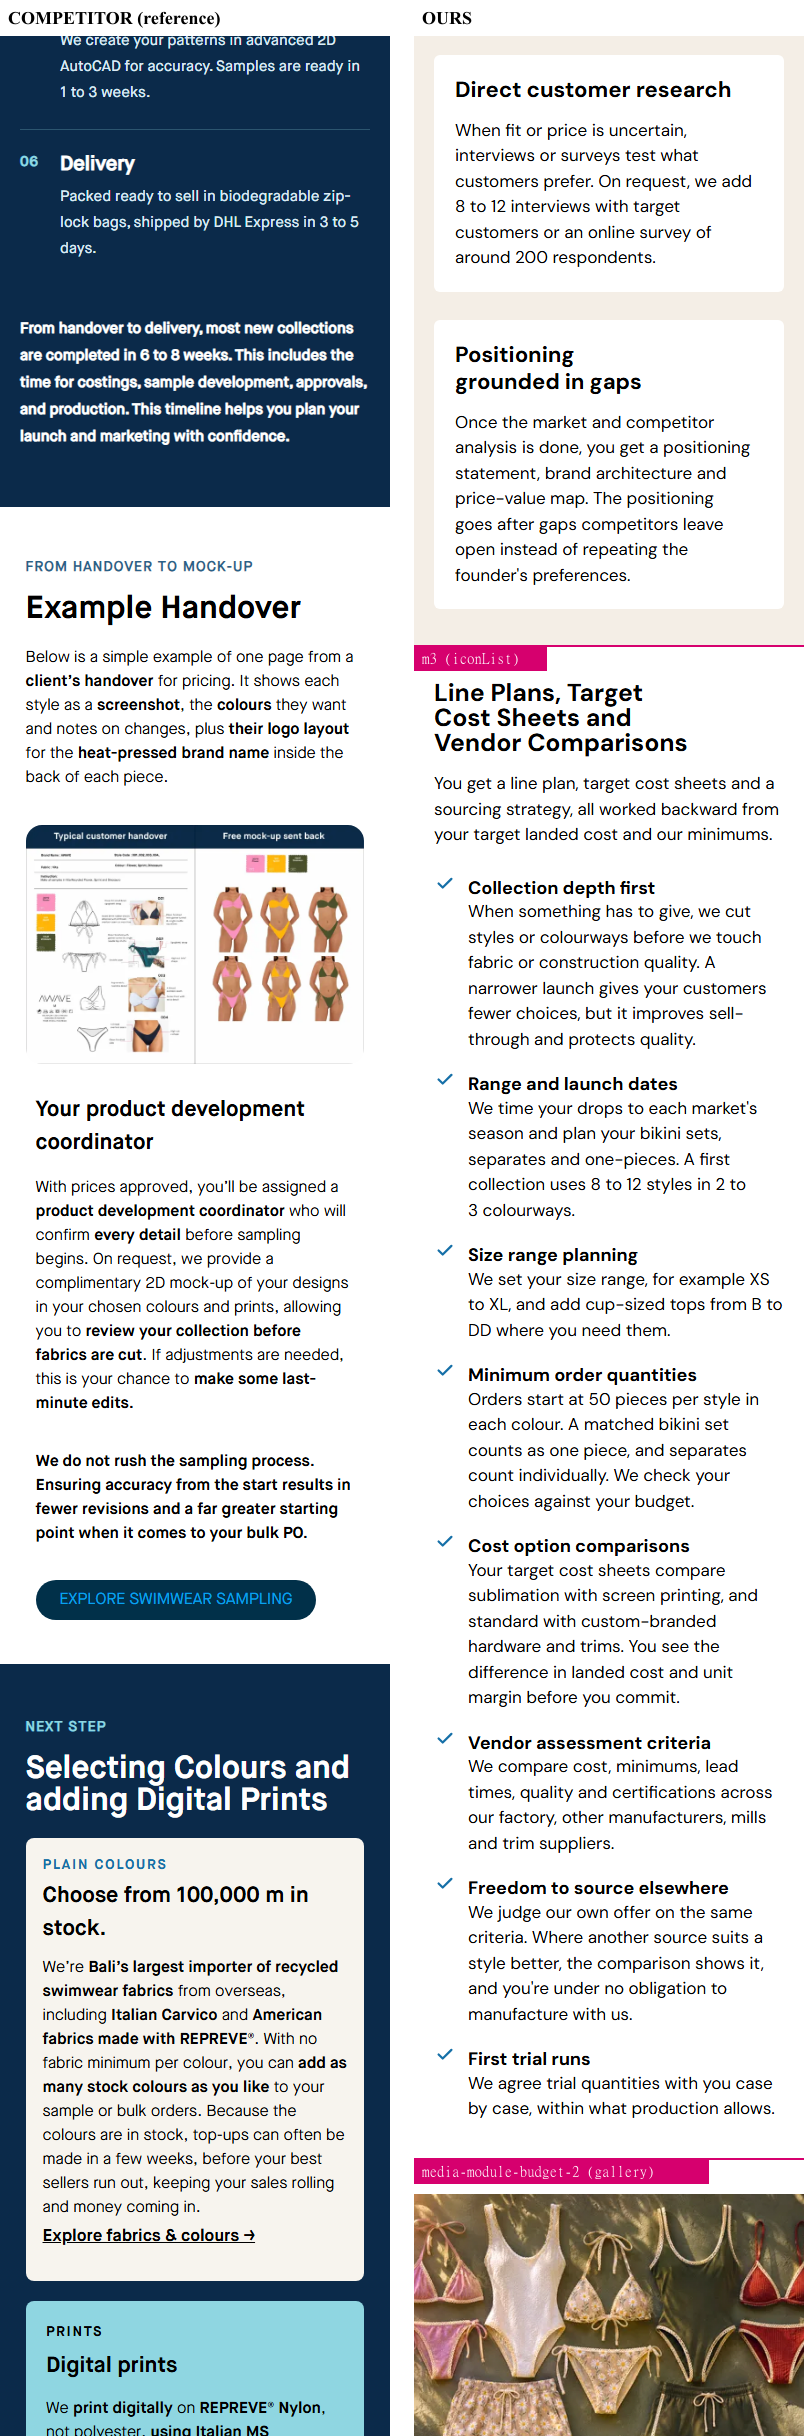 COMPETITOR (reference)
We create your patterns in advanced 2D
AutoCAD for accuracy. Samples are ready in
1 to 3 weeks.
06 Delivery
Packed ready to sell in biodegradable zip-
lock bags, shipped by DHL Express in 3 to 5
days.
From handover to delivery, most new collections
are completed in 6 to 8 weeks. This includes the
time for costings, sample development, approvals,
and production. This timeline helps you plan your
launch and marketing with confidence.
FROM HANDOVER TO MOCK-UP
Example Handover
Below is a simple example of one page from a
client's handover for pricing. It shows each
style as a screenshot, the colours they want
and notes on changes, plus their logo layout
for the heat-pressed brand name inside the
back of each piece.
Typical customer handover
Free mock-up sent back
AWAVE
Your product development
coordinator
With prices approved, you'll be assigned a
product development coordinator who will
confirm every detail before sampling
begins. On request, we provide a
complimentary 2D mock-up of your designs
in your chosen colours and prints, allowing
you to review your collection before
fabrics are cut. If adjustments are needed,
this is your chance to make some last-
minute edits.
We do not rush the sampling process.
Ensuring accuracy from the start results in
fewer revisions and a far greater starting
point when it comes to your bulk PO.
EXPLORE SWIMWEAR SAMPLING
NEXT STEP
Selecting Colours and
adding Digital Prints
PLAIN COLOURS
Choose from 100,000 m in
stock.
We're Bali's largest importer of recycled
swimwear fabrics from overseas,
including Italian Carvico and American
fabrics made with REPREVE®. With no
fabric minimum per colour, you can add as
many stock colours as you like to your
sample or bulk orders. Because the
colours are in stock, top-ups can often be
made in a few weeks, before your best
sellers run out, keeping your sales rolling
and money coming in.
Explore fabrics & colours →
PRINTS
Digital prints
We print digitally on REPREVE® Nylon,
not polyester, using Italian MS
OURS
Direct customer research
When fit or price is uncertain,
interviews or surveys test what
customers prefer. On request, we add
8 to 12 interviews with target
customers or an online survey of
around 200 respondents.
Positioning
grounded in gaps
Once the market and competitor
analysis is done, you get a positioning
statement, brand architecture and
price-value map. The positioning
goes after gaps competitors leave
open instead of repeating the
founder's preferences.
m3 (iconList)
Line Plans, Target
Cost Sheets and
Vendor Comparisons
You get a line plan, target cost sheets and a
sourcing strategy, all worked backward from
your target landed cost and our minimums.
Collection depth first
When something has to give, we cut
styles or colourways before we touch
fabric or construction quality. A
narrower launch gives your customers
fewer choices, but it improves sell-
through and protects quality.
Range and launch dates
We time your drops to each market's
season and plan your bikini sets,
separates and one-pieces. A first
collection uses 8 to 12 styles in 2 to
3 colourways.
Size range planning
We set your size range, for example XS
to XL, and add cup-sized tops from B to
DD where you need them.
Minimum order quantities
Orders start at 50 pieces per style in
each colour. A matched bikini set
counts as one piece, and separates
count individually. We check your
choices against your budget.
Cost option comparisons
Your target cost sheets compare
sublimation with screen printing, and
standard with custom-branded
hardware and trims. You see the
difference in landed cost and unit
margin before you commit.
Vendor assessment criteria
We compare cost, minimums, lead
times, quality and certifications across
our factory, other manufacturers, mills
and trim suppliers.
Freedom to source elsewhere
We judge our own offer on the same
criteria. Where another source suits a
style better, the comparison shows it,
and you're under no obligation to
manufacture with us.
First trial runs
We agree trial quantities with you case
by case, within what production allows.
media-module-budget-2 (gallery)